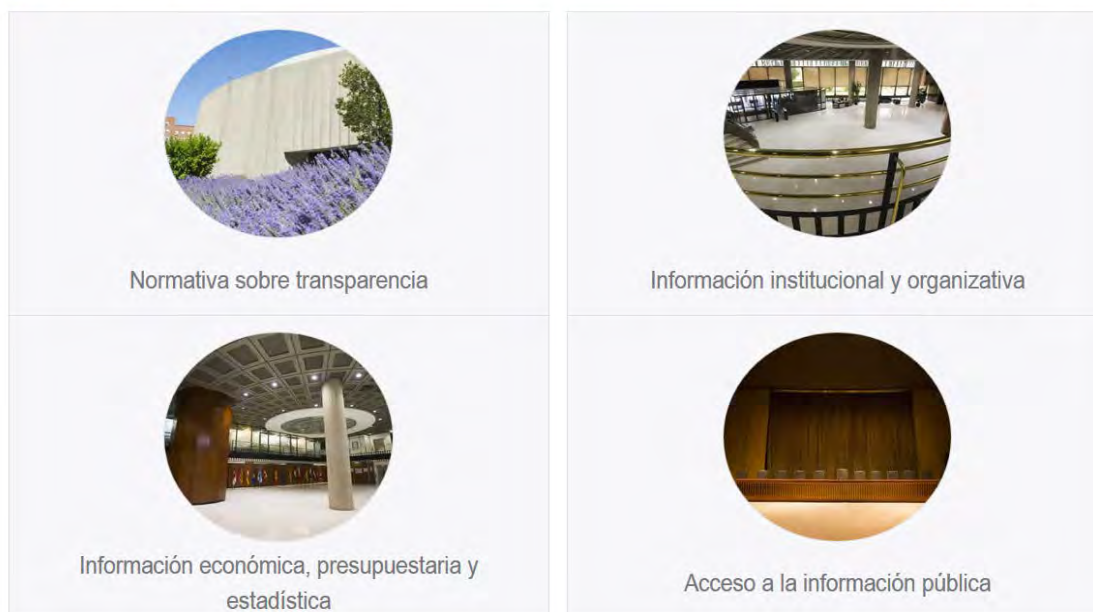 Normativa sobre transparencia
Información institucional y organizativa
Información económica, presupuestaria y
estadística
Acceso a la información pública